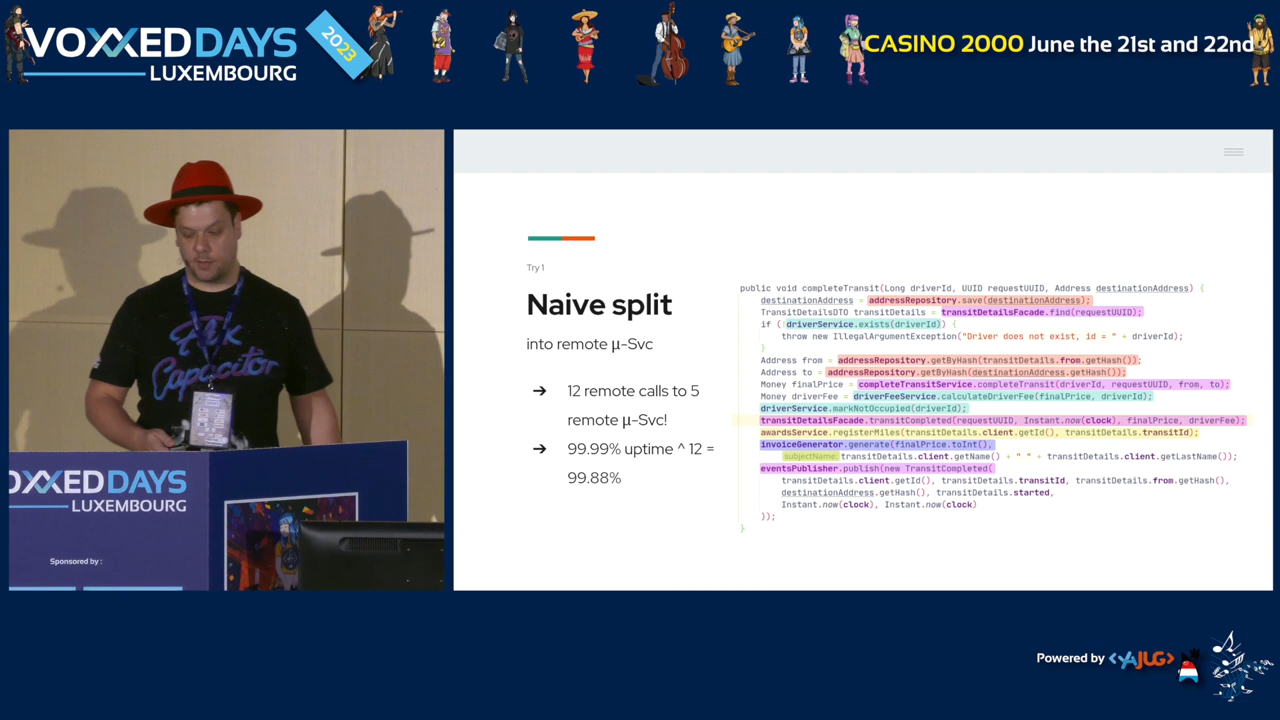 VOXXEDDAYS
LUXEMBOURG
2023
CASINO 2000 June the 21st and 22nd
Flux
Capacitor
OXXEDDAYS
LUXEMBOURG
Sponsored by :
Try 1
Naive split
into remote μ-Svc
➔ 12 remote calls to 5
remote μ-Svc!
➔ 99.99% uptime ^ 12 =
99.88%
public void completeTransit(Long driverId, UUID requestUUID, Address destinationAddress) {
destinationAddress = addressRepository.save(destinationAddress);
TransitDetailsDTO transitDetails = transitDetailsFacade.find(requestUUID);
if (!driverService.exists(driverId)) {
throw new IllegalArgumentException("Driver does not exist, id = " + driverId);
}
Address from = addressRepository.getByHash(transitDetails.from.getHash());
Address to = addressRepository.getByHash(destinationAddress.getHash());
Money finalPrice = completeTransitService.completeTransit(driverId, requestUUID, from, to);
Money driverFee = driverFeeService.calculateDriverFee(finalPrice, driverId);
driverService.markNotOccupied(driverId);
transitDetailsFacade.transitCompleted(requestUUID, Instant.now(clock), finalPrice, driverFee);
awardsService.registerMiles(transitDetails.client.getId(), transitDetails.transitId);
invoiceGenerator.generate(finalPrice.toInt(),
subjectName: transitDetails.client.getName() + " " + transitDetails.client.getLastName());
eventsPublisher.publish(new TransitCompleted(
transitDetails.client.getId(), transitDetails.transitId, transitDetails.from.getHash(),
destinationAddress.getHash(), transitDetails.started,
Instant.now(clock), Instant.now(clock)
));
}
Powered by <YAJUG>